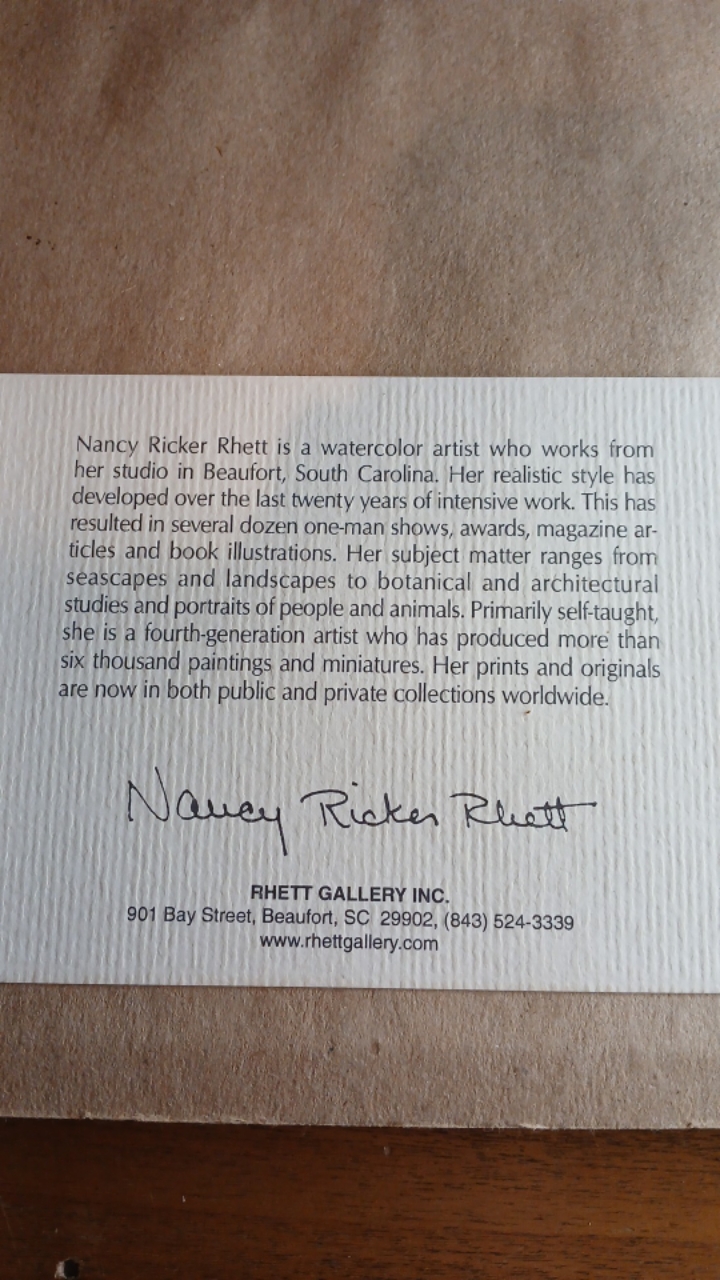 Nancy Ricker Rhett is a watercolor artist who works from
her studio in Beaufort, South Carolina. Her realistic style has
developed over the last twenty years of intensive work. This has
resulted in several dozen one-man shows, awards, magazine ar-
ticles and book illustrations. Her subject matter ranges from
seascapes and landscapes to botanical and architectural
studies and portraits of people and animals. Primarily self-taught,
she is a fourth-generation artist who has produced more than
six thousand paintings and miniatures. Her prints and originals
are now in both public and private collections worldwide.
Nancy Ricker Rhett
RHETT GALLERY INC.
901 Bay Street, Beaufort, SC 29902, (843) 524-3339
www.rhettgallery.com